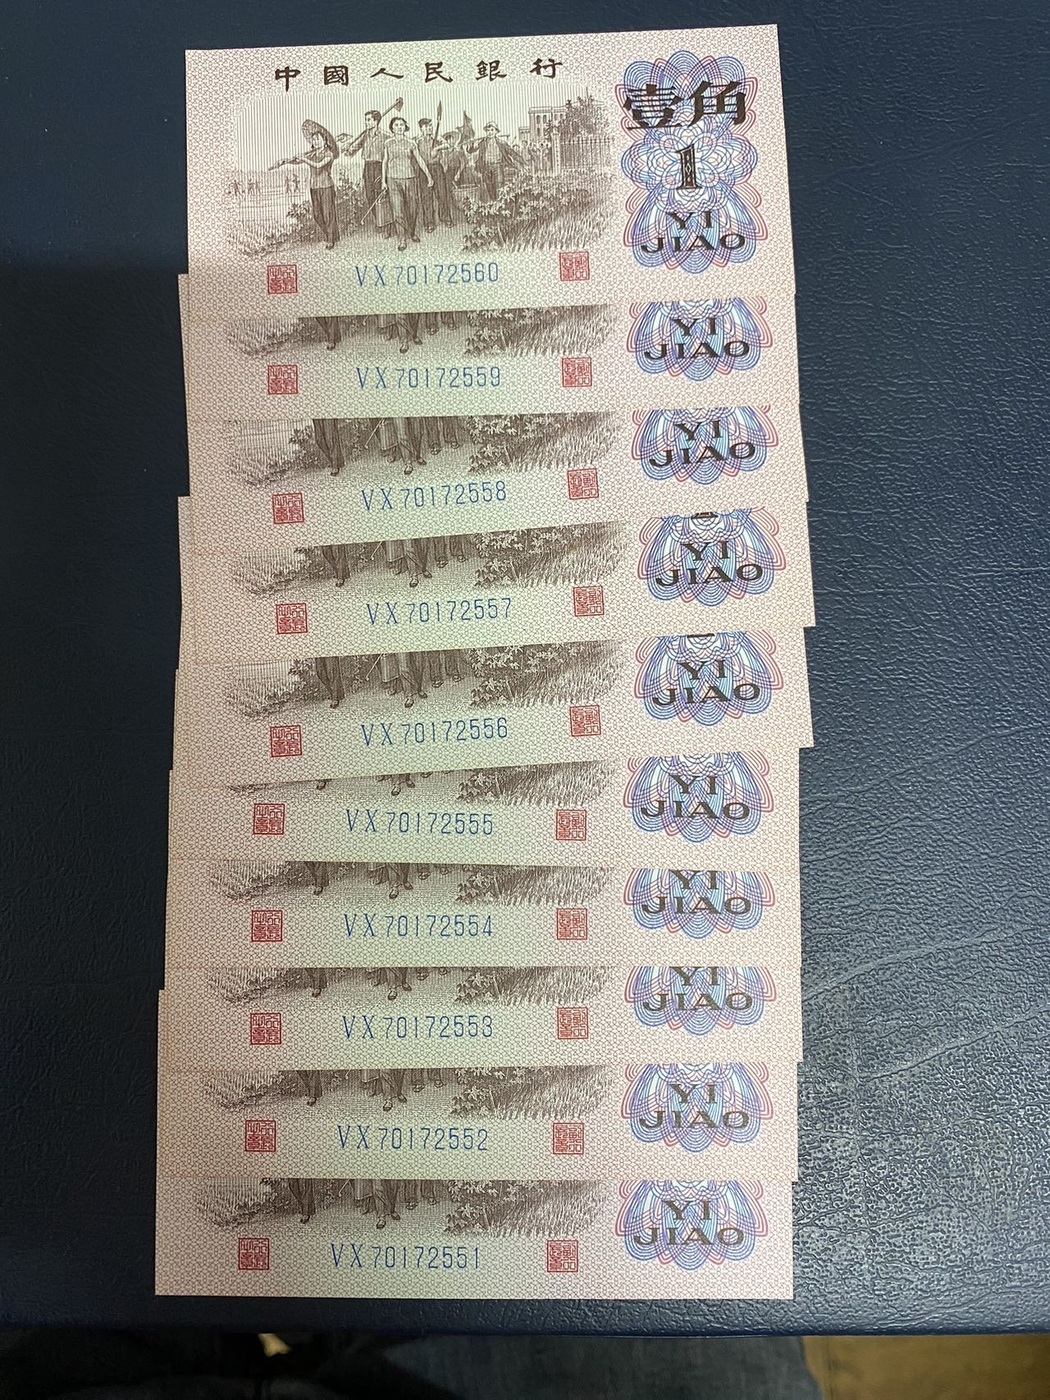 中國人民銀行
壹角
1
YI
JIAO
VX70172560
YI
JIAO
VX70172559
YI
JIAO
VX70172558
YI
JIAO
VX70172557
YI
JIAO
VX70172556
YI
JIAO
VX70172555
YI
JIAO
VX70172554
YI
JIAO
VX70172553
YI
JIAO
VX70172552
YI
JIAO
VX70172551